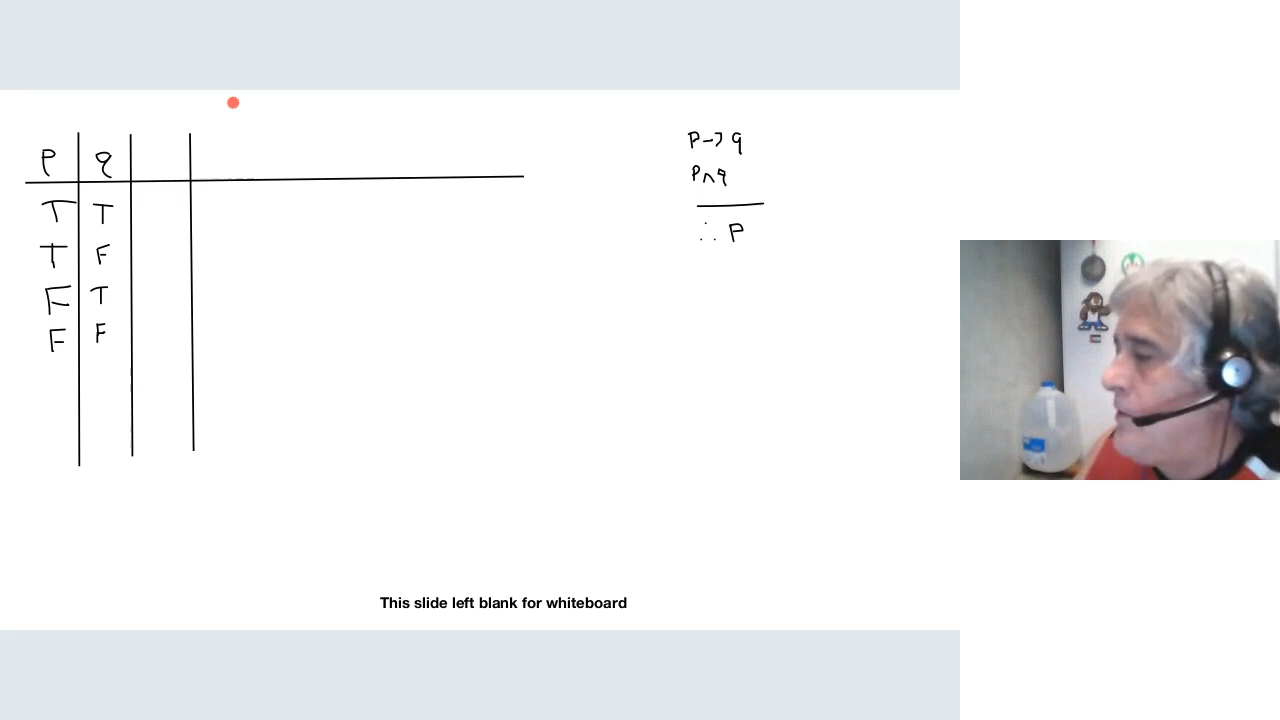 P q
T T
T F
F T
F F
P→q
P∧q
∴ P
This slide left blank for whiteboard